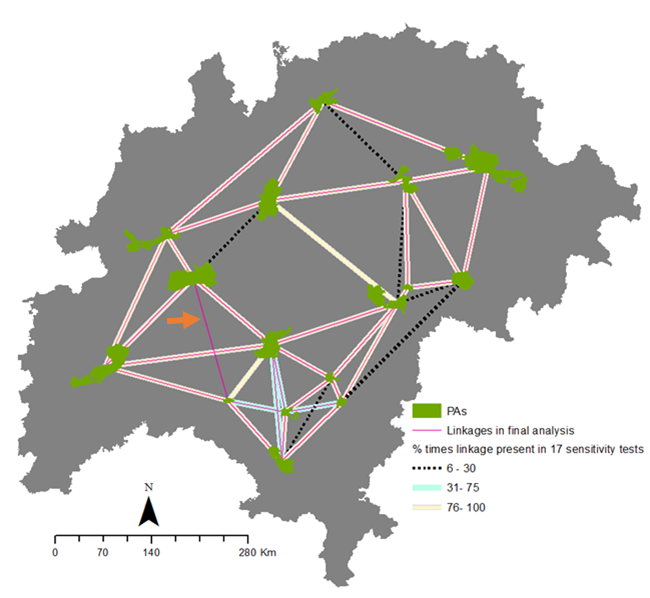 PAs
Linkages in final analysis
% times linkage present in 17 sensitivity tests
6 - 30
31- 75
76- 100
N
0 70 140 280 Km